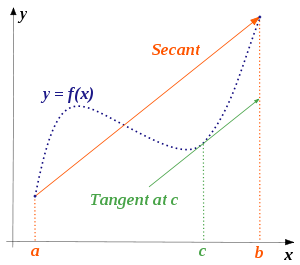 y
Secant
y = f(x)
Tangent at c
a
c
b
x